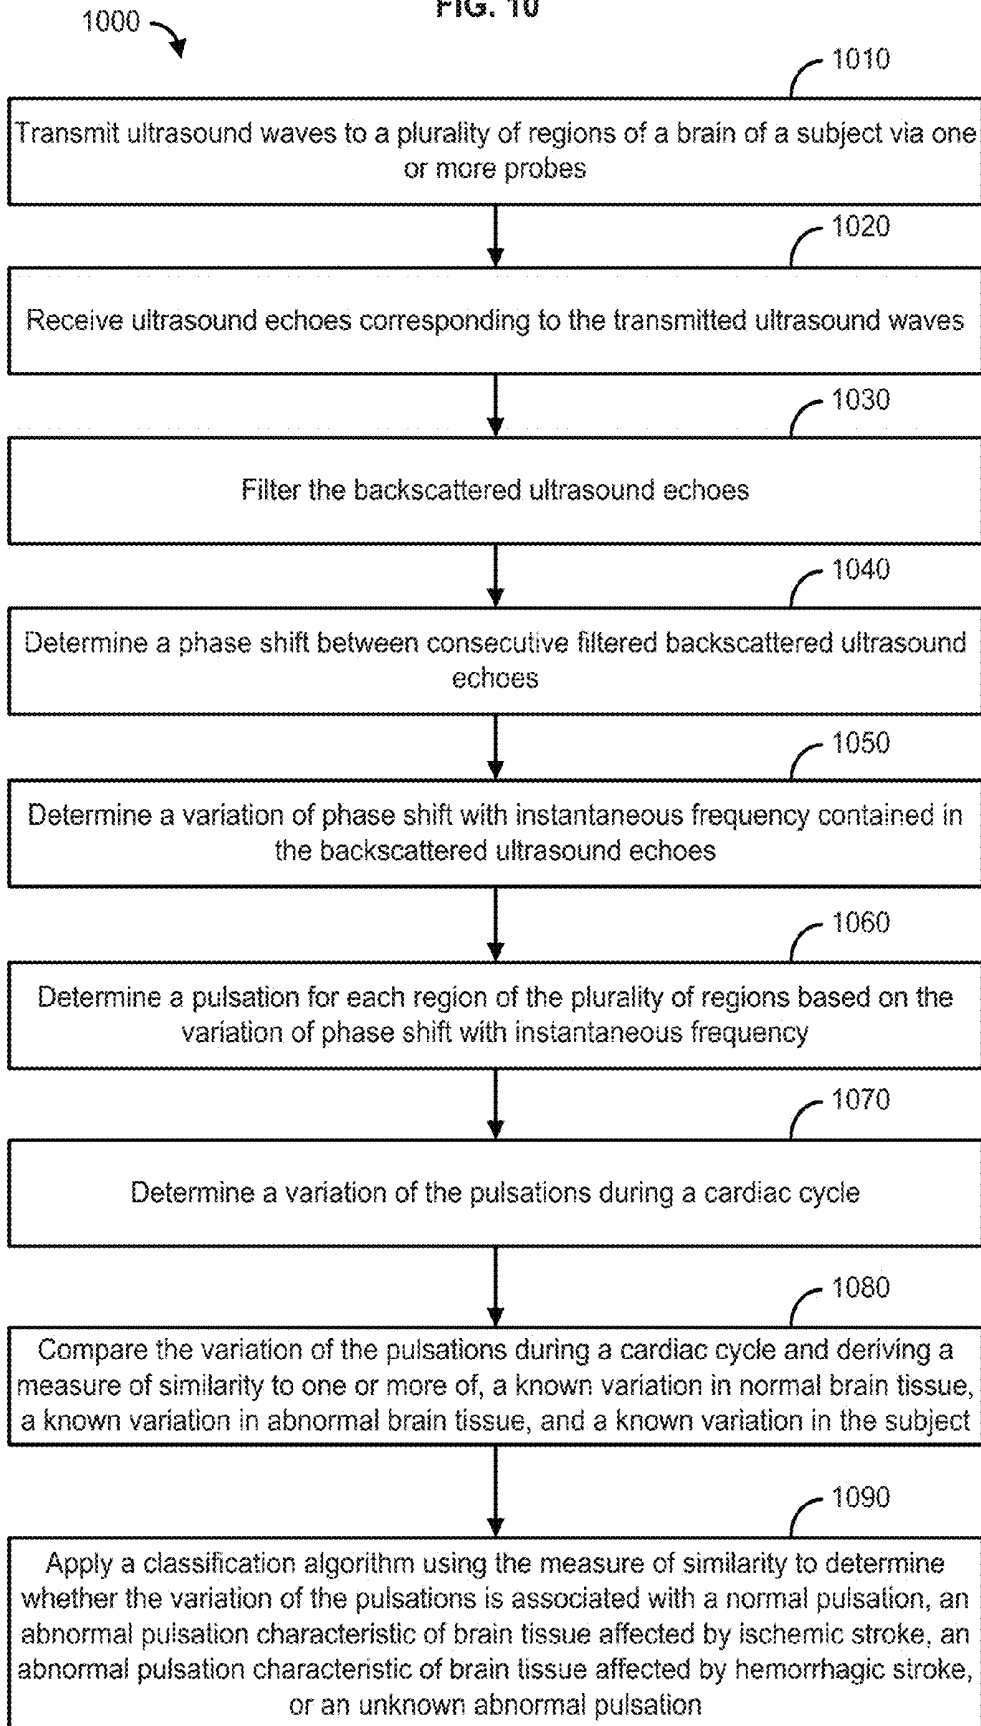 FIG. 10
1000
1010
Transmit ultrasound waves to a plurality of regions of a brain of a subject via one
or more probes
1020
Receive ultrasound echoes corresponding to the transmitted ultrasound waves
1030
Filter the backscattered ultrasound echoes
1040
Determine a phase shift between consecutive filtered backscattered ultrasound
echoes
1050
Determine a variation of phase shift with instantaneous frequency contained in
the backscattered ultrasound echoes
1060
Determine a pulsation for each region of the plurality of regions based on the
variation of phase shift with instantaneous frequency
1070
Determine a variation of the pulsations during a cardiac cycle
1080
Compare the variation of the pulsations during a cardiac cycle and deriving a
measure of similarity to one or more of, a known variation in normal brain tissue,
a known variation in abnormal brain tissue, and a known variation in the subject
1090
Apply a classification algorithm using the measure of similarity to determine
whether the variation of the pulsations is associated with a normal pulsation, an
abnormal pulsation characteristic of brain tissue affected by ischemic stroke, an
abnormal pulsation characteristic of brain tissue affected by hemorrhagic stroke,
or an unknown abnormal pulsation